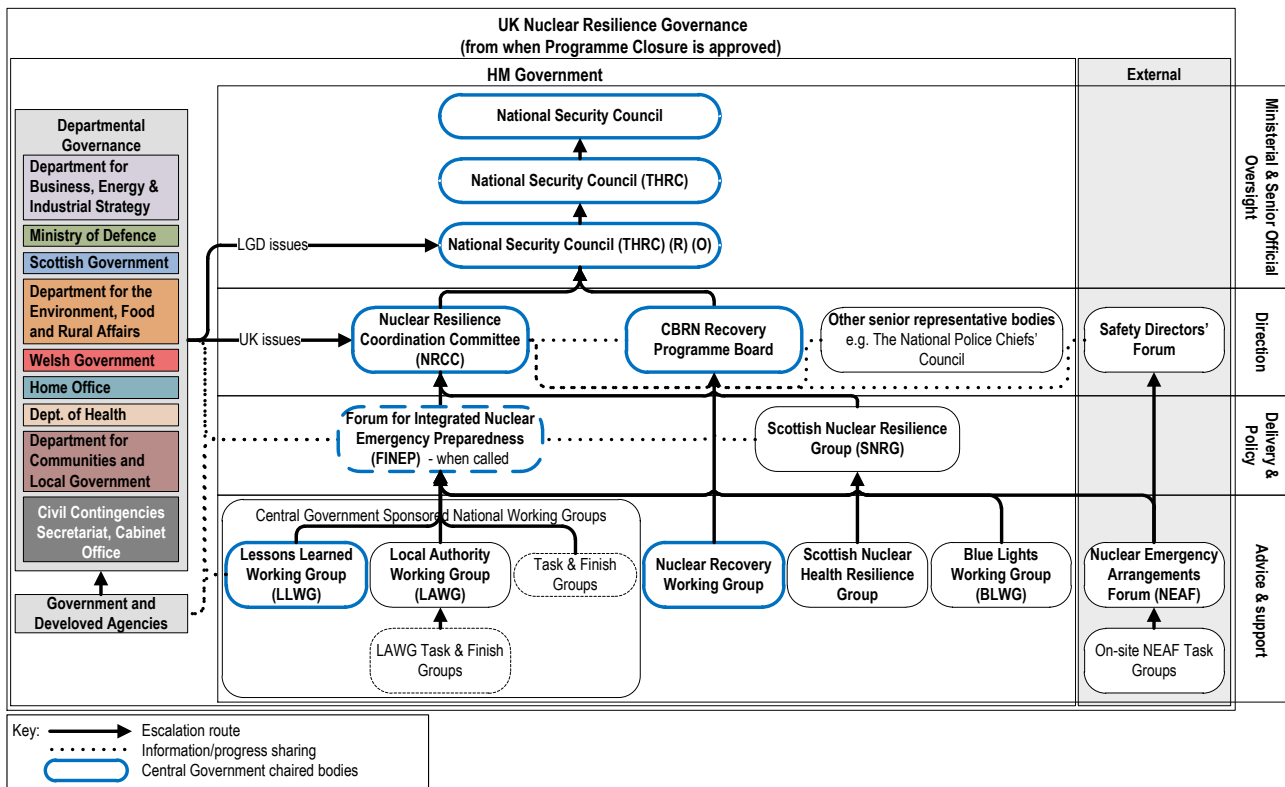 UK Nuclear Resilience Governance
(from when Programme Closure is approved)
HM Government
External
Departmental
Governance
Department for
Business, Energy &
Industrial Strategy
Ministry of Defence
Scottish Government
Department for the
Environment, Food
and Rural Affairs
Welsh Government
Home Office
Dept. of Health
Department for
Communities and
Local Government
Civil Contingencies
Secretariat, Cabinet
Office
Government and
Develoved Agencies
National Security Council
National Security Council (THRC)
LGD issues
National Security Council (THRC) (R) (O)
Ministerial & Senior Official
Oversight
UK issues
Nuclear Resilience
Coordination Committee
(NRCC)
CBRN Recovery
Programme Board
Other senior representative bodies
e.g. The National Police Chiefs'
Council
Safety Directors'
Forum
Direction
Forum for Integrated Nuclear
Emergency Preparedness
(FINEP) - when called
Scottish Nuclear Resilience
Group (SNRG)
Delivery &
Policy
Central Government Sponsored National Working Groups
Lessons Learned
Working Group
(LLWG)
Local Authority
Working Group
(LAWG)
Task & Finish
Groups
LAWG Task & Finish
Groups
Nuclear Recovery
Working Group
Scottish Nuclear
Health Resilience
Group
Blue Lights
Working Group
(BLWG)
Nuclear Emergency
Arrangements
Forum (NEAF)
On-site NEAF Task
Groups
Advice & support
Key:
Escalation route
Information/progress sharing
Central Government chaired bodies